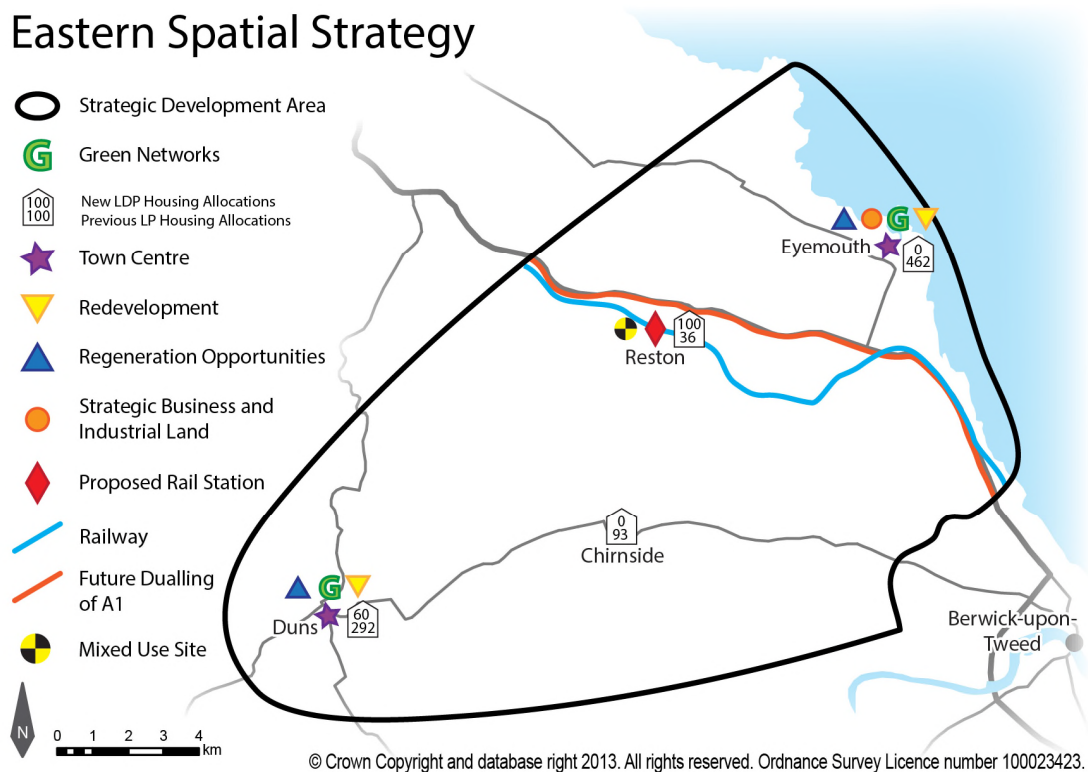 Eastern Spatial Strategy
Strategic Development Area
G
Green Networks
100
100
New LDP Housing Allocations
Previous LP Housing Allocations
Town Centre
Redevelopment
Regeneration Opportunities
Strategic Business and
Industrial Land
Proposed Rail Station
Railway
Future Dualling
of A1
Mixed Use Site
N
0 1 2 3 4
km
G
Eyemouth
0
462
100
36
Reston
0
93
Chirnside
G
Duns
60
292
Berwick-upon-
Tweed
© Crown Copyright and database right 2013. All rights reserved. Ordnance Survey Licence number 100023423.